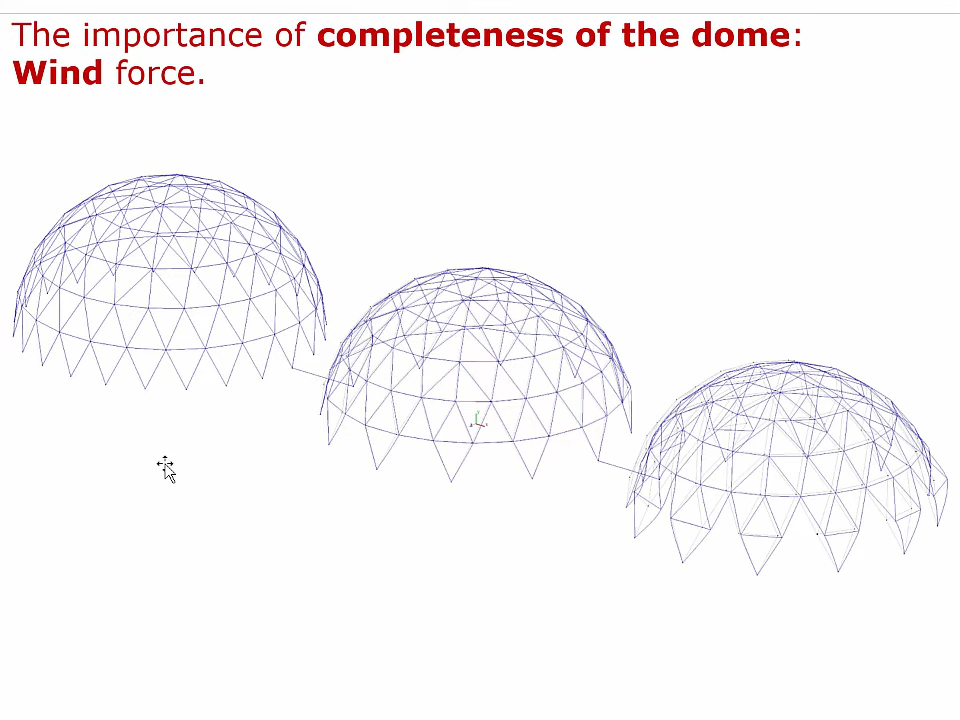 The importance of completeness of the dome:
Wind force.